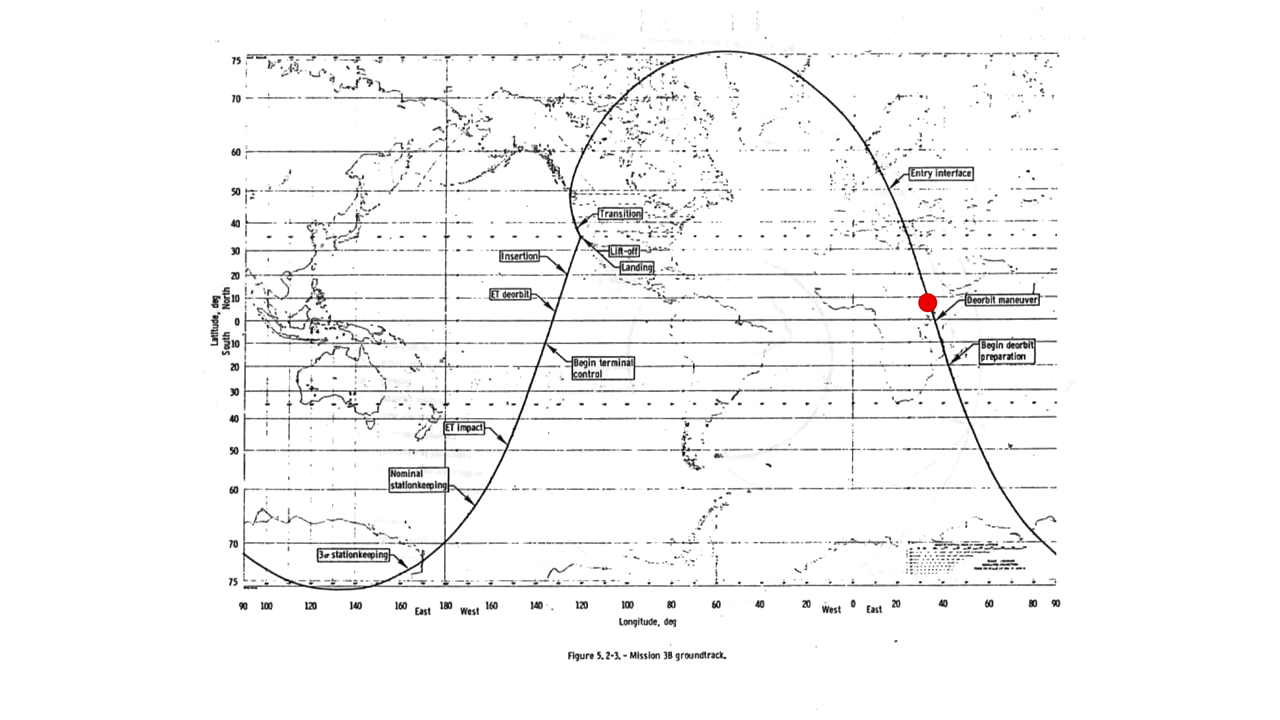 75
70
60
50
40
30
20
10
0
10
20
30
40
50
60
70
75
Latitude, deg
South North
Transition
Lift-off
Landing
Insertion
ET deorbit
Begin terminal
control
ET impact
Nominal
stationkeeping
3σ stationkeeping
Entry interface
Deorbit maneuver
Begin deorbit
preparation
90 100 120 140 160 East 180 West 160 140 120 100 80 60 40 20 West 0 East 20 40 60 80 90
Longitude, deg
Figure 5.2-3. - Mission 3B groundtrack.